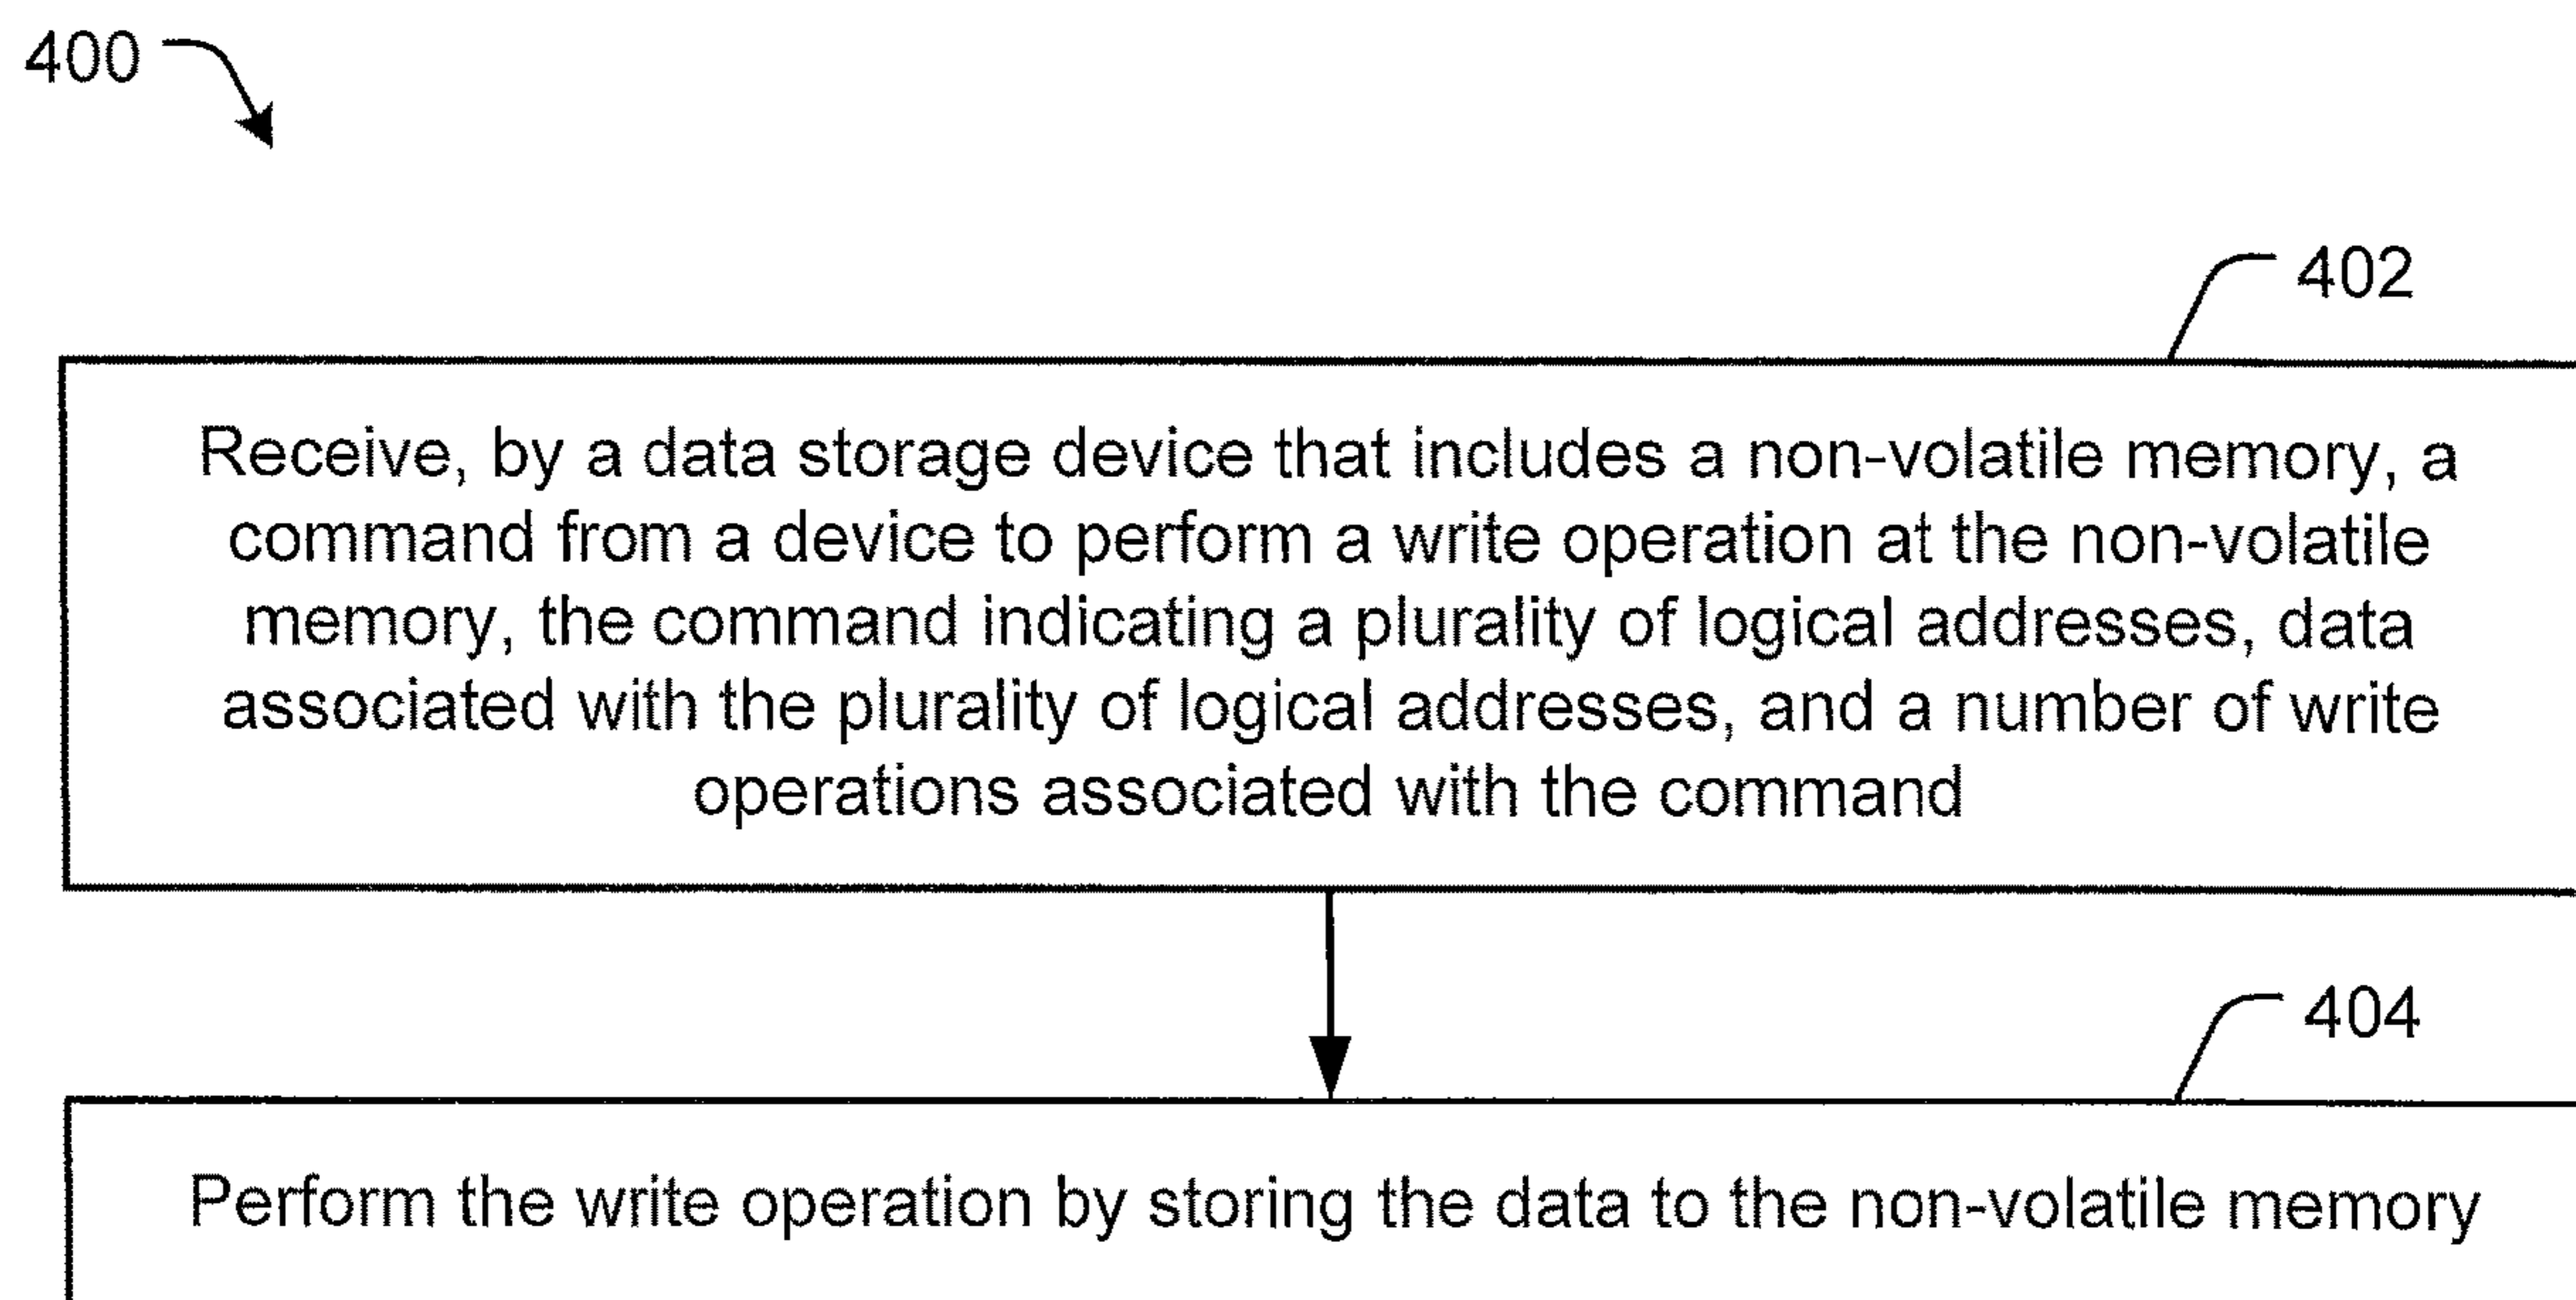 400
402
Receive, by a data storage device that includes a non-volatile memory, a
command from a device to perform a write operation at the non-volatile
memory, the command indicating a plurality of logical addresses, data
associated with the plurality of logical addresses, and a number of write
operations associated with the command
404
Perform the write operation by storing the data to the non-volatile memory